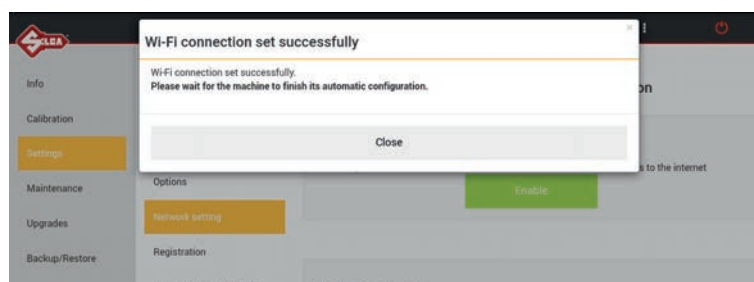 SILCA
Wi-Fi connection set successfully
×
Wi-Fi connection set successfully.
Please wait for the machine to finish its automatic configuration.
Close
Info
Calibration
Settings
Maintenance
Upgrades
Backup/Restore
Options
Network setting
Registration
on
s to the internet
Enable